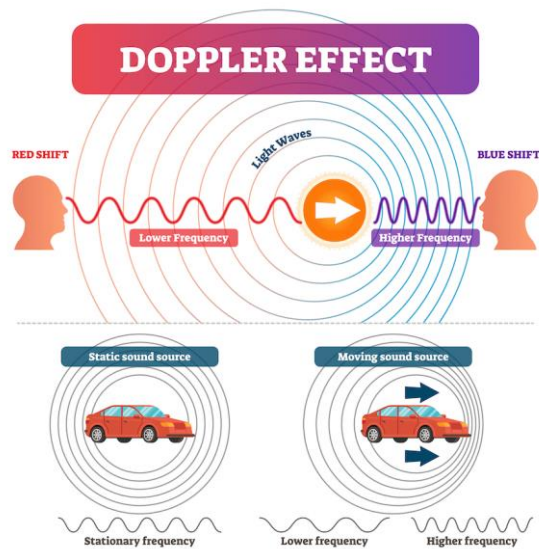 DOPPLER EFFECT
Light Waves
RED SHIFT
BLUE SHIFT
Lower Frequency
Higher Frequency
Static sound source
Moving sound source
Stationary frequency
Lower frequency
Higher frequency